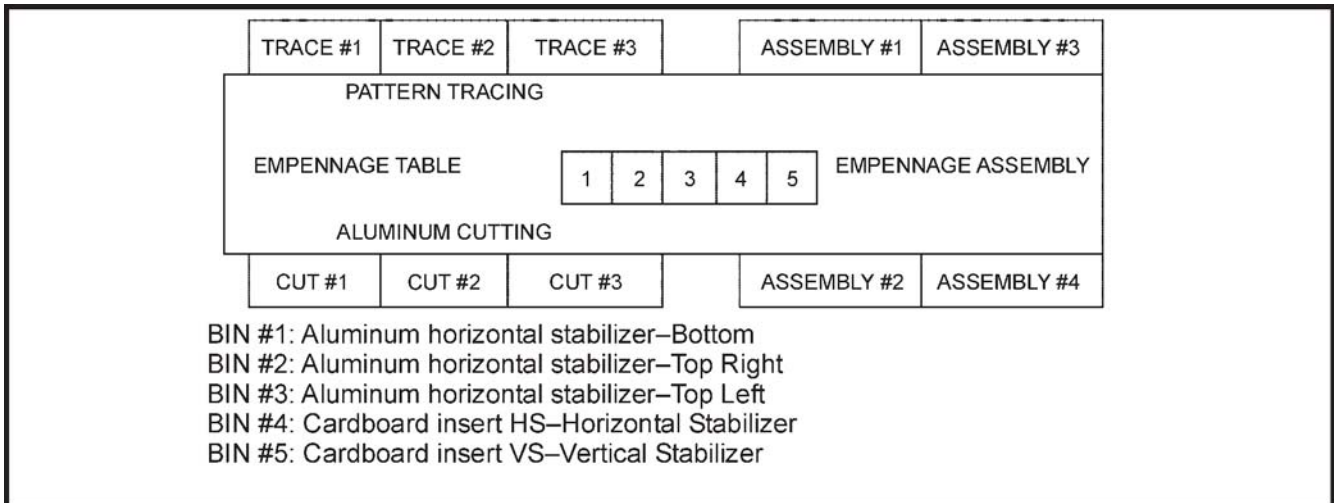 TRACE #1 TRACE #2 TRACE #3 ASSEMBLY #1 ASSEMBLY #3
PATTERN TRACING
EMPENNAGE TABLE 1 2 3 4 5 EMPENNAGE ASSEMBLY
ALUMINUM CUTTING
CUT #1 CUT #2 CUT #3 ASSEMBLY #2 ASSEMBLY #4
BIN #1: Aluminum horizontal stabilizer–Bottom
BIN #2: Aluminum horizontal stabilizer–Top Right
BIN #3: Aluminum horizontal stabilizer–Top Left
BIN #4: Cardboard insert HS–Horizontal Stabilizer
BIN #5: Cardboard insert VS–Vertical Stabilizer